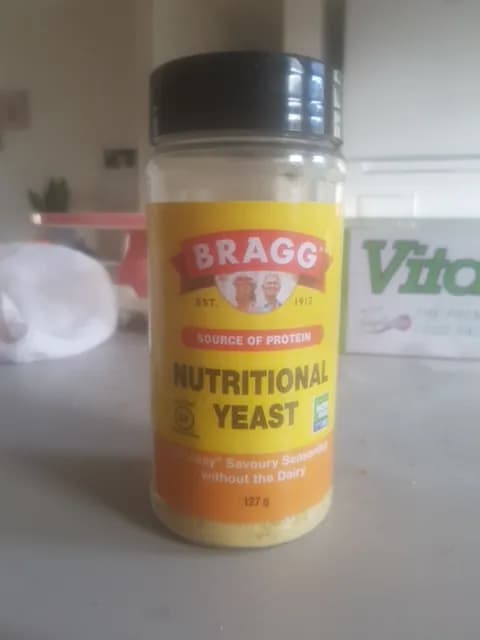 BRAGG
EST. 1912
SOURCE OF PROTEIN
NUTRITIONAL
YEAST
Savoury Seasoning
without the Dairy
127 g
Vita